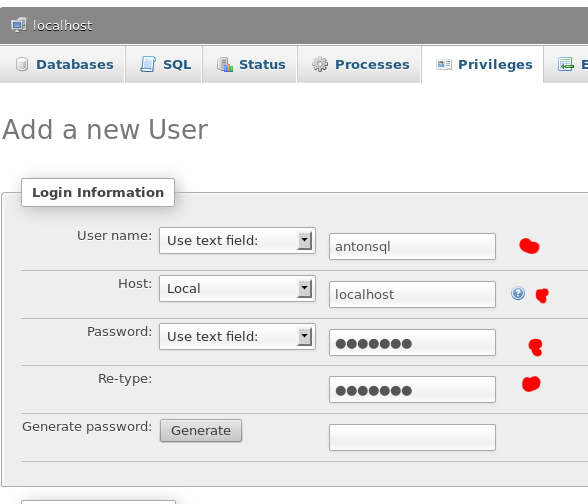 localhost
Databases SQL Status Processes Privileges E
Add a new User
Login Information
User name: Use text field: antonsql
Host: Local localhost
Password: Use text field: ●●●●●●●
Re-type: ●●●●●●●
Generate password: Generate